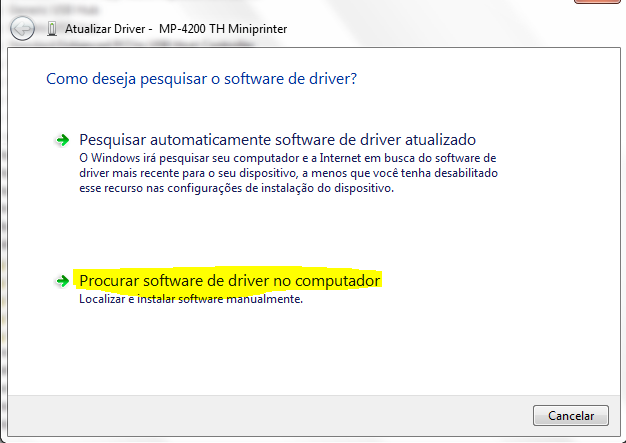 Generic USB Hub
Atualizar Driver - MP-4200 TH Miniprinter
Como deseja pesquisar o software de driver?
Pesquisar automaticamente software de driver atualizado
O Windows irá pesquisar seu computador e a Internet em busca do software de
driver mais recente para o seu dispositivo, a menos que você tenha desabilitado
esse recurso nas configurações de instalação do dispositivo.
Procurar software de driver no computador
Localizar e instalar software manualmente.
Cancelar